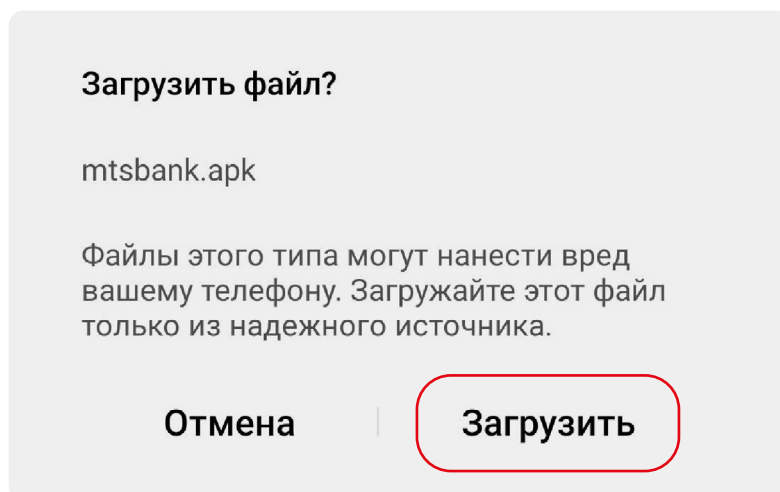 Загрузить файл?
mtsbank.apk
Файлы этого типа могут нанести вред
вашему телефону. Загружайте этот файл
только из надежного источника.
Отмена
Загрузить